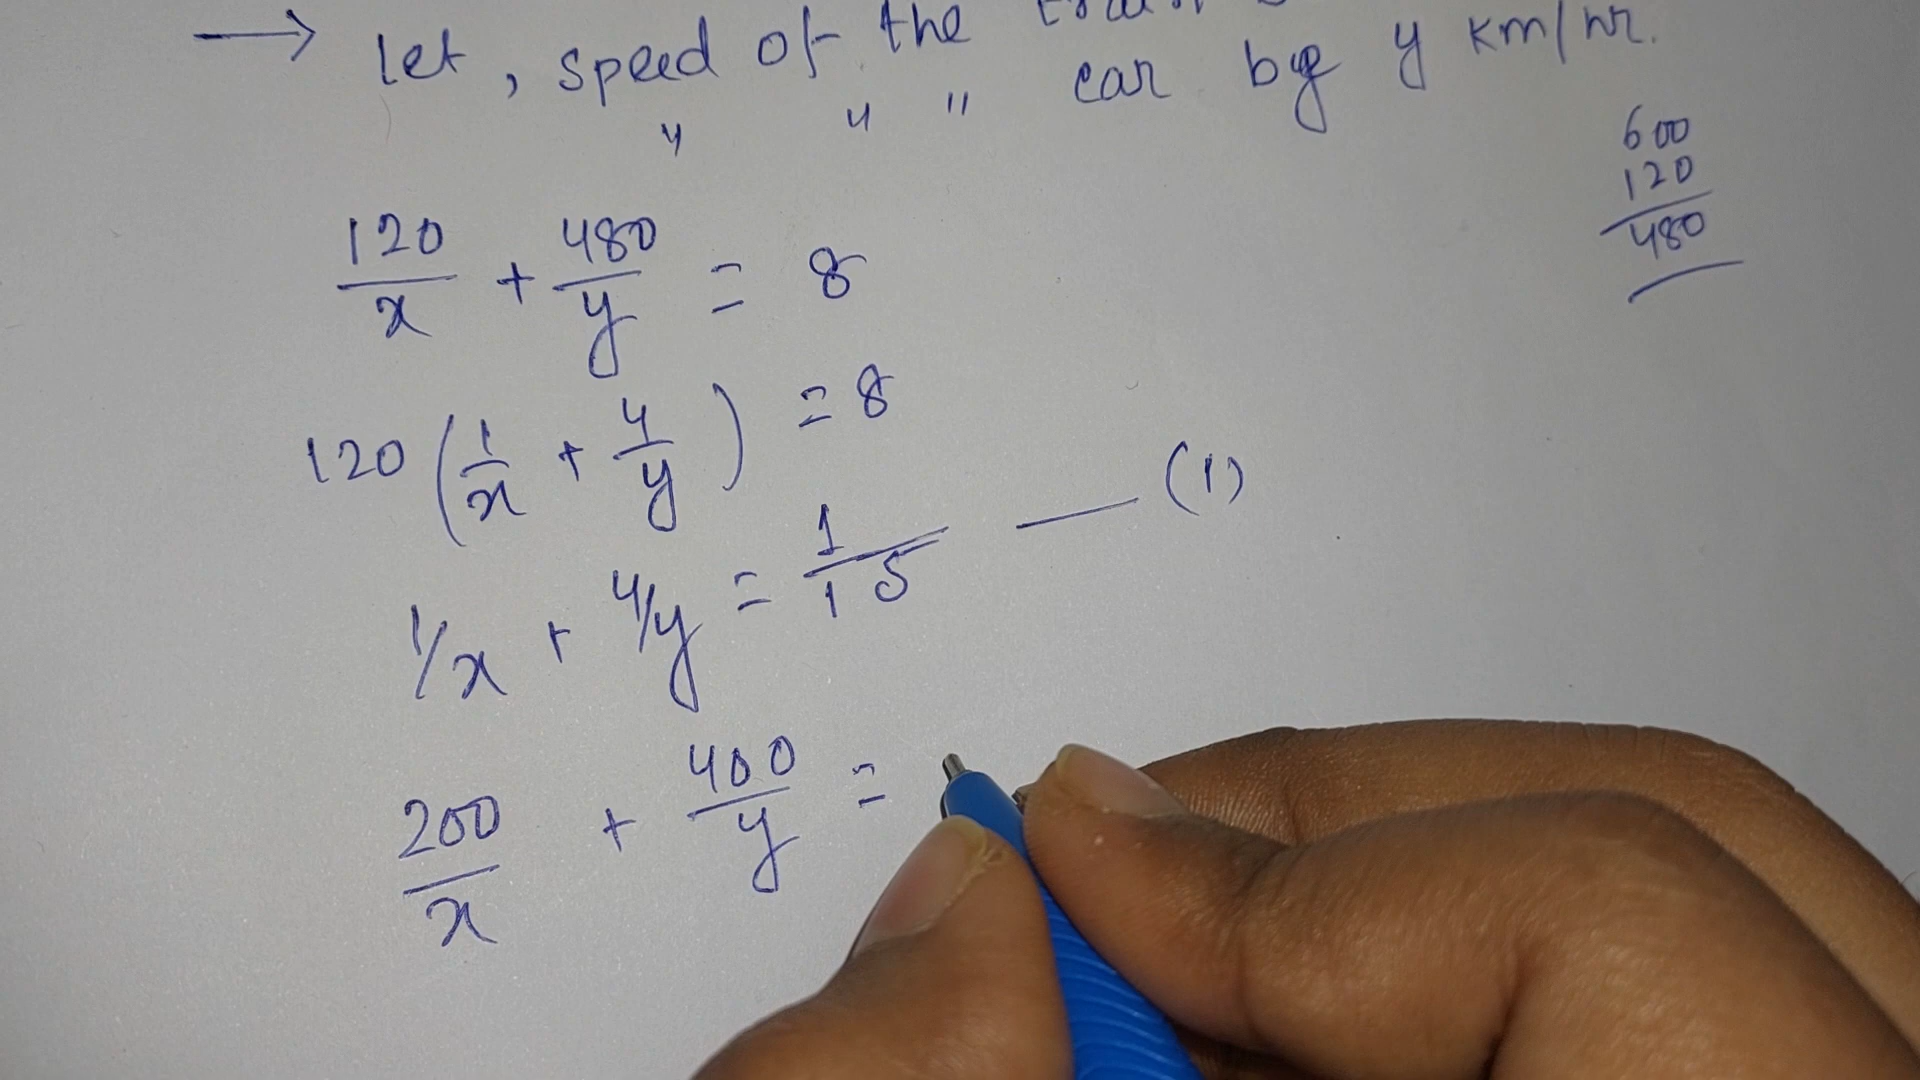 → let, speed of the
" " " car be y km/hr.
600
120
480
120/x + 480/y = 8
120 (1/x + 4/y) = 8
1/x + 4/y = 1/15 — (1)
200/x + 400/y =